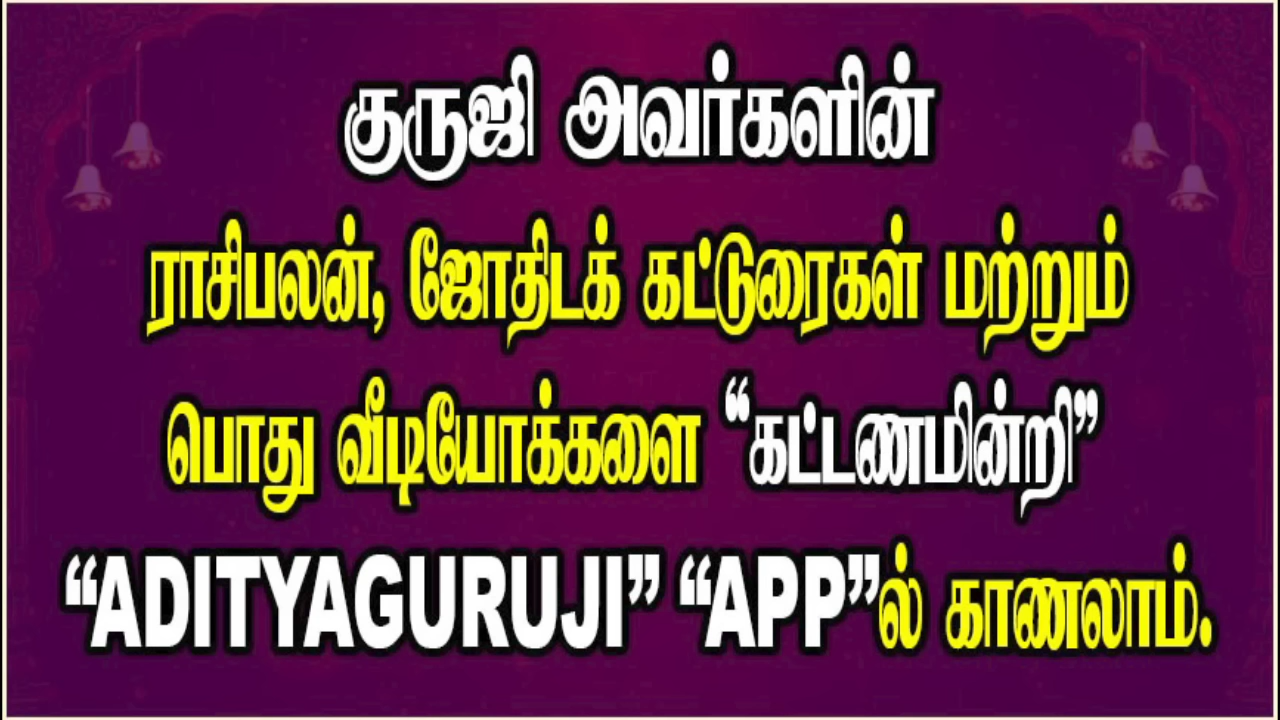 குருஜி அவர்களின்
ராசிபலன், ஜோதிடக் கட்டுரைகள் மற்றும்
பொது வீடியோக்களை “கட்டணமின்றி”
“ADITYAGURUJI” “APP”ல் காணலாம்.